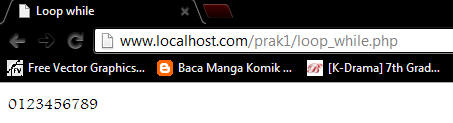 Loop while
www.localhost.com/prak1/loop_while.php
Free Vector Graphics... Baca Manga Komik ... [K-Drama] 7th Grad...
0123456789